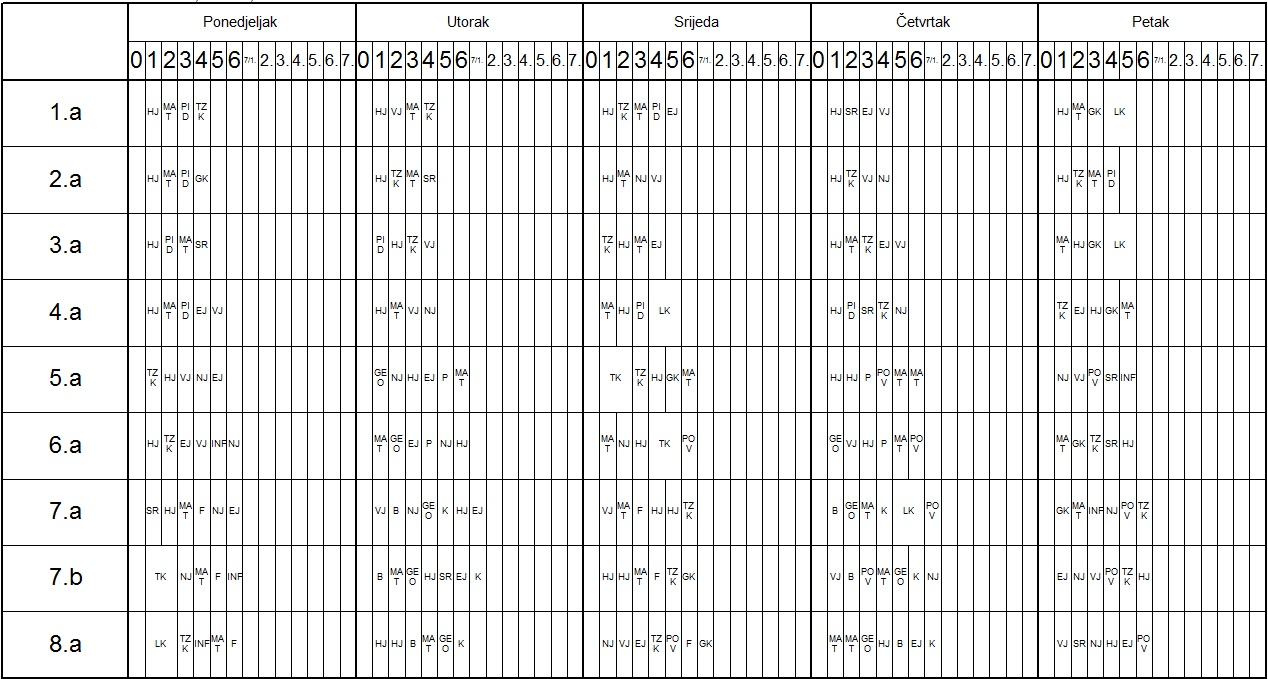 Ponedjeljak Utorak Srijeda Četvrtak Petak
0 1 2 3 4 5 6 7/1. 2. 3. 4. 5. 6. 7. 0 1 2 3 4 5 6 7/1. 2. 3. 4. 5. 6. 7. 0 1 2 3 4 5 6 7/1. 2. 3. 4. 5. 6. 7. 0 1 2 3 4 5 6 7/1. 2. 3. 4. 5. 6. 7. 0 1 2 3 4 5 6 7/1. 2. 3. 4. 5. 6. 7.
1.a HJ MAT PID TZK HJ VJ MAT TZK HJ TZK MAT PID EJ HJ SR EJ VJ HJ MAT GK LK
2.a HJ MAT PID GK HJ TZK MAT SR HJ MAT NJ VJ HJ TZK VJ NJ HJ TZK MAT PID
3.a HJ PID MAT SR PID HJ TZK VJ TZK HJ MAT EJ HJ MAT TZK EJ VJ MAT HJ GK LK
4.a HJ MAT PID EJ VJ HJ MAT VJ NJ MAT HJ PID LK HJ PID SR TZK NJ TZK EJ HJ GK MAT
5.a TZK HJ VJ NJ EJ GEO NJ HJ EJ P MAT TK TZK HJ GK MAT HJ HJ P POV MAT MAT NJ VJ POV SR INF
6.a HJ TZK EJ VJ INF NJ MAT GEO EJ P NJ HJ MAT NJ HJ TK POV GEO VJ HJ P MAT POV MAT GK TZK SR HJ
7.a SR HJ MAT F NJ EJ VJ B NJ GEO K HJ EJ VJ MAT F HJ HJ TZK B GEO MAT K LK POV GK MAT INF NJ POV TZK
7.b TK NJ MAT F INF B MAT GEO HJ SR EJ K HJ HJ MAT F TZK GK VJ B POV MAT GEO K NJ EJ NJ VJ POV TZK HJ
8.a LK TZK INF MAT F HJ HJ B MAT GEO K NJ VJ EJ TZK POV F GK MAT MAT GEO HJ B EJ K VJ SR NJ HJ EJ POV